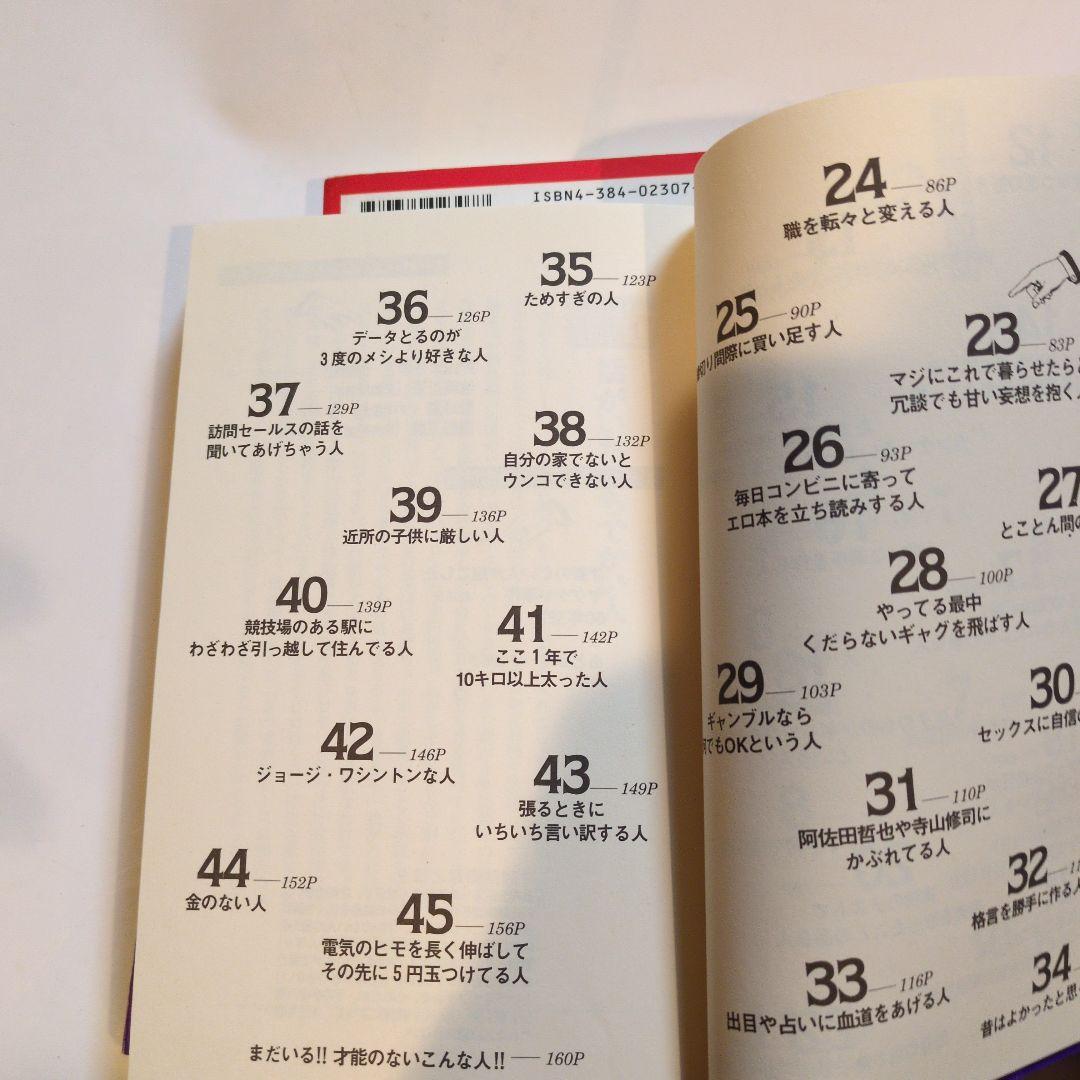 ISBN4-384-02307-
23—83P
マジにこれで暮らせたら
冗談でも甘い妄想を抱く
24—86P
職を転々と変える人
25—90P
切り間際に買い足す人
26—93P
毎日コンビニに寄って
エロ本を立ち読みする人
27
とことん間の
28—100P
やってる最中
くだらないギャグを飛ばす人
29—103P
ギャンブルなら
でもOKという人
30
セックスに自信
31—110P
阿佐田哲也や寺山修司に
かぶれてる人
32
格言を勝手に作る人
33—116P
出目や占いに血道をあげる人
34
昔はよかったと思
35—123P
ためすぎの人
36—126P
データとるのが
3度のメシより好きな人
37—129P
訪問セールスの話を
聞いてあげちゃう人
38—132P
自分の家でないと
ウンコできない人
39—136P
近所の子供に厳しい人
40—139P
競技場のある駅に
わざわざ引っ越して住んでる人
41—142P
ここ1年で
10キロ以上太った人
42—146P
ジョージ・ワシントンな人
43—149P
張るときに
いちいち言い訳する人
44—152P
金のない人
45—156P
電気のヒモを長く伸ばして
その先に5円玉つけてる人
まだいる!! 才能のないこんな人!!—160P